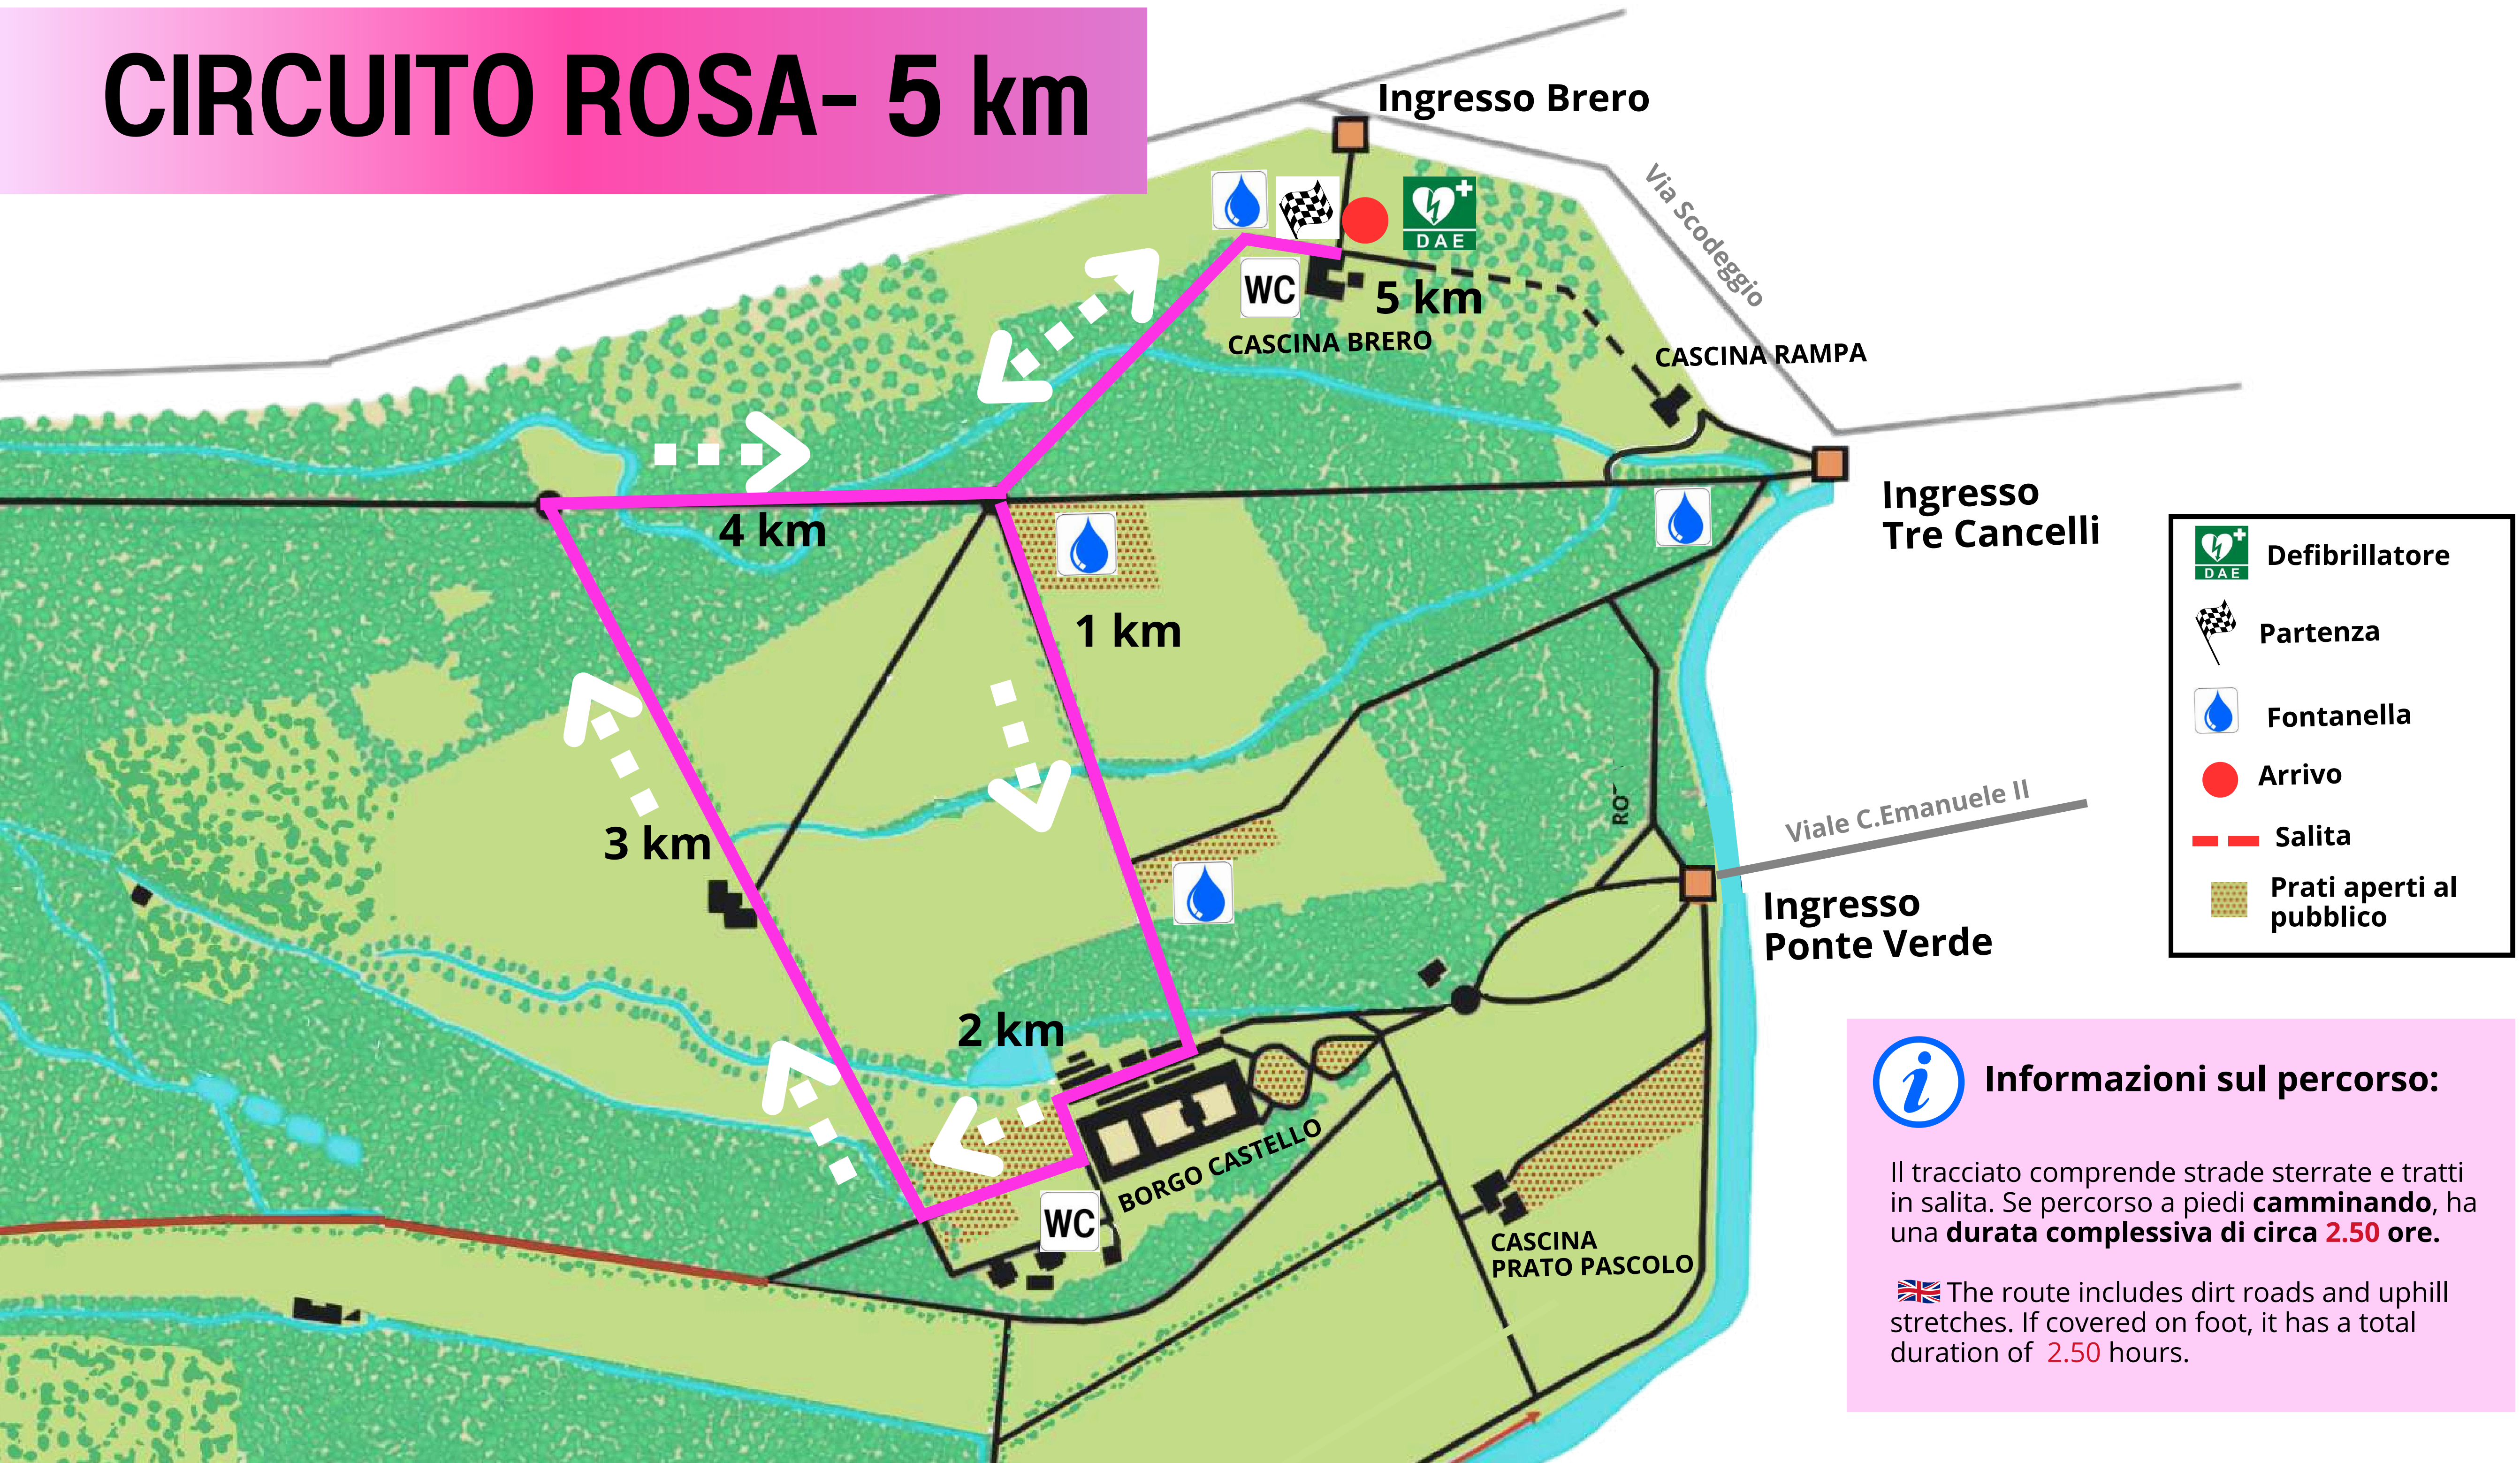 CIRCUITO ROSA- 5 km
Ingresso Brero
Via Scodeggio
DAE
WC
5 km
CASCINA BRERO
CASCINA RAMPA
4 km
Ingresso
Tre Cancelli
1 km
3 km
RO
Viale C.Emanuele II
Ingresso
Ponte Verde
2 km
BORGO CASTELLO
WC
CASCINA
PRATO PASCOLO
DAE
Defibrillatore
Partenza
Fontanella
Arrivo
Salita
Prati aperti al
pubblico
i
Informazioni sul percorso:
Il tracciato comprende strade sterrate e tratti
in salita. Se percorso a piedi camminando, ha
una durata complessiva di circa 2.50 ore.
The route includes dirt roads and uphill
stretches. If covered on foot, it has a total
duration of 2.50 hours.